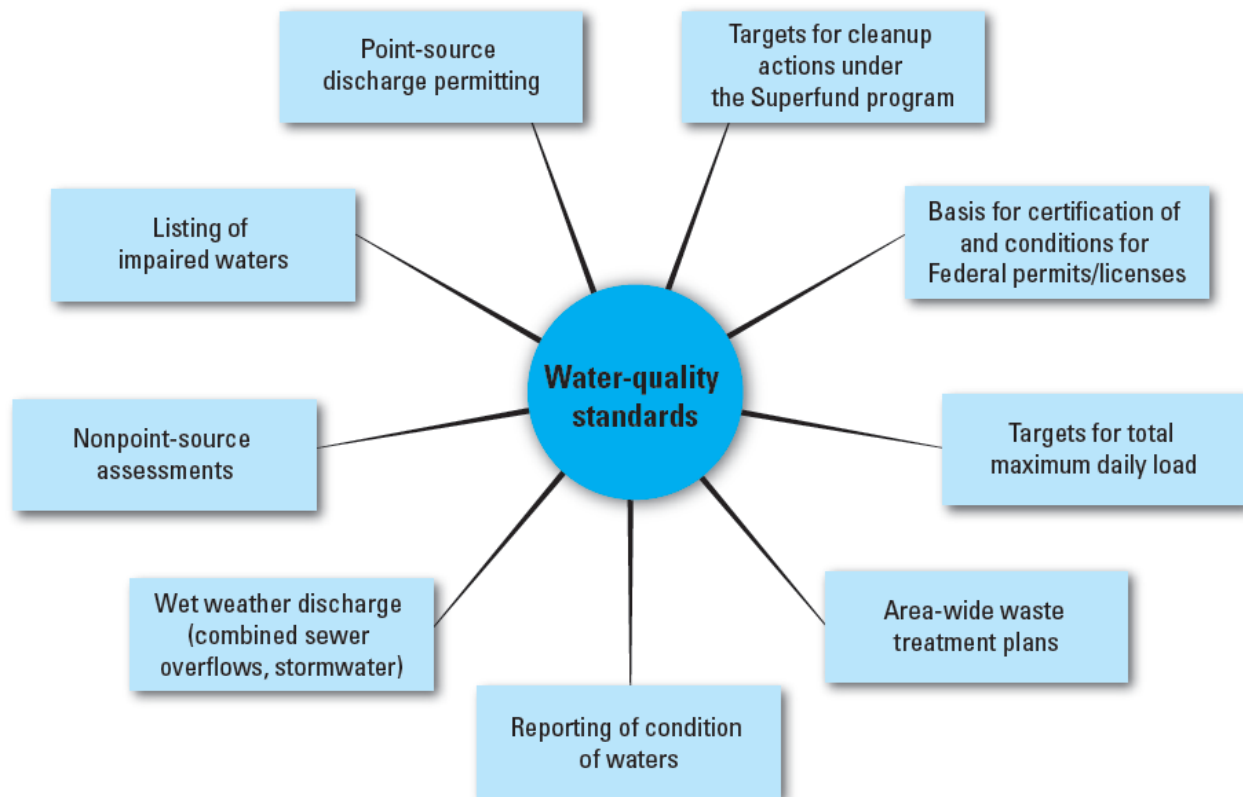 Point-source
discharge permitting
Targets for cleanup
actions under
the Superfund program
Listing of
impaired waters
Basis for certification of
and conditions for
Federal permits/licenses
Water-quality
standards
Nonpoint-source
assessments
Targets for total
maximum daily load
Wet weather discharge
(combined sewer
overflows, stormwater)
Area-wide waste
treatment plans
Reporting of condition
of waters